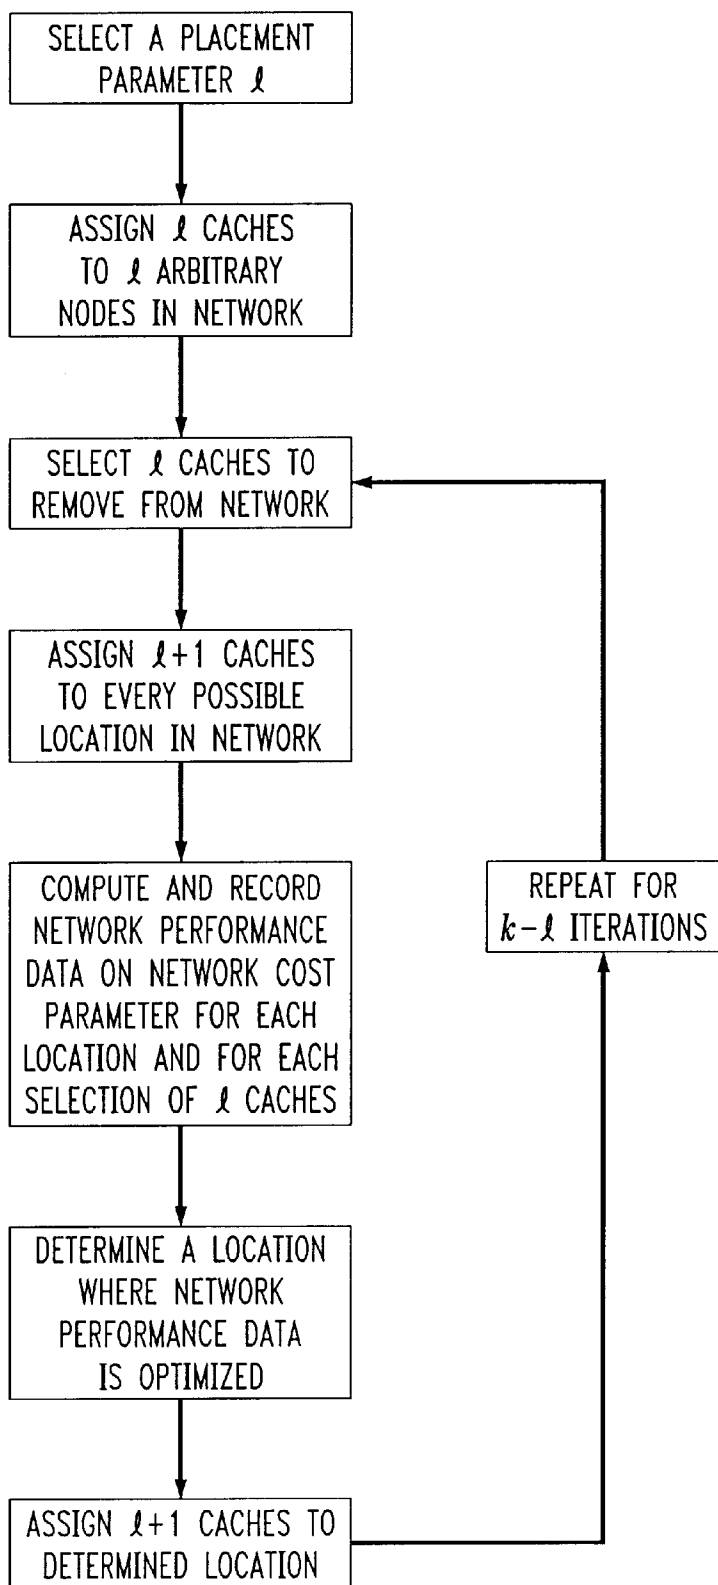 SELECT A PLACEMENT
PARAMETER ℓ
ASSIGN ℓ CACHES
TO ℓ ARBITRARY
NODES IN NETWORK
SELECT ℓ CACHES TO
REMOVE FROM NETWORK
ASSIGN ℓ+1 CACHES
TO EVERY POSSIBLE
LOCATION IN NETWORK
COMPUTE AND RECORD
NETWORK PERFORMANCE
DATA ON NETWORK COST
PARAMETER FOR EACH
LOCATION AND FOR EACH
SELECTION OF ℓ CACHES
DETERMINE A LOCATION
WHERE NETWORK
PERFORMANCE DATA
IS OPTIMIZED
ASSIGN ℓ+1 CACHES TO
DETERMINED LOCATION
REPEAT FOR
k-ℓ ITERATIONS